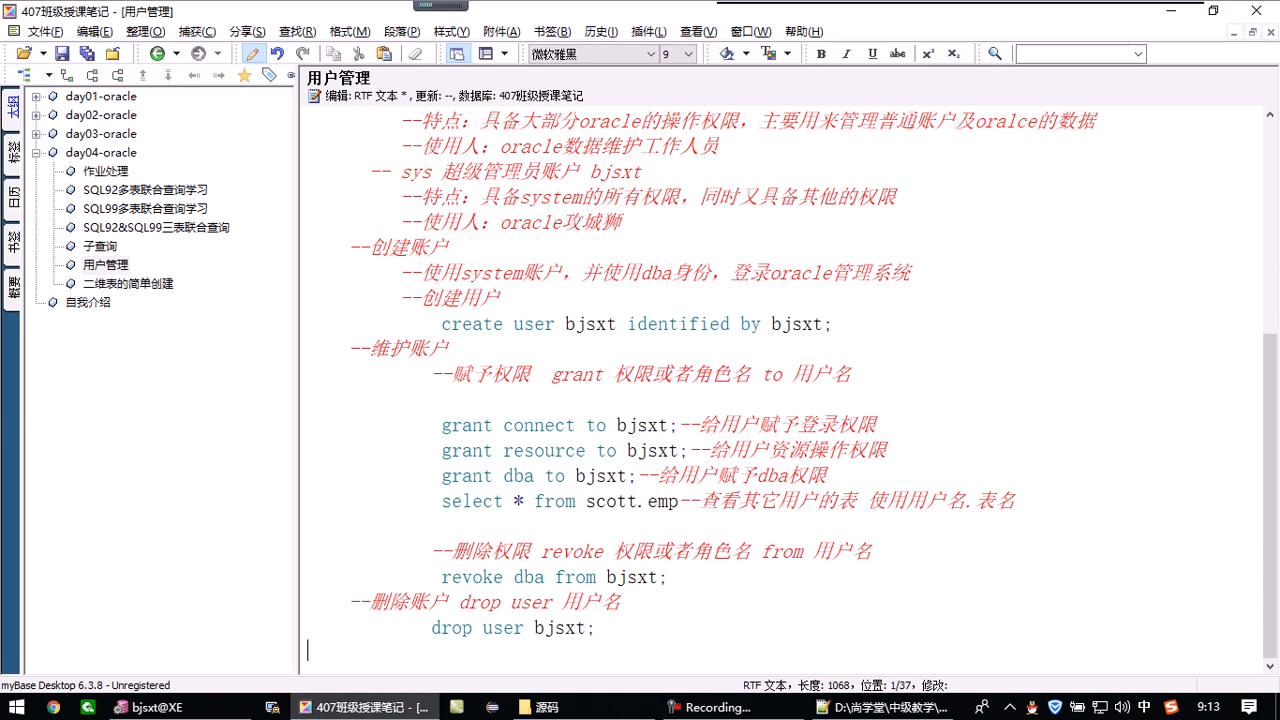 407班级授课笔记 - [用户管理]
文件(F) 编辑(E) 整理(O) 捕获(C) 分享(S) 查找(R) 格式(M) 段落(P) 样式(Y) 附件(A) 书签(B) 历史(I) 插件(L) 查看(V) 窗口(W) 帮助(H)
微软雅黑 9 B I U abc x² x₂
大纲
标签
日历
书签
搜索
day01-oracle
day02-oracle
day03-oracle
day04-oracle
作业处理
SQL92多表联合查询学习
SQL99多表联合查询学习
SQL92&SQL99三表联合查询
子查询
用户管理
二维表的简单创建
自我介绍
用户管理
编辑: RTF 文本 *, 更新: --, 数据库: 407班级授课笔记
--特点：具备大部分oracle的操作权限，主要用来管理普通账户及oralce的数据
--使用人：oracle数据维护工作人员
-- sys 超级管理员账户 bjsxt
--特点：具备system的所有权限，同时又具备其他的权限
--使用人：oracle攻城狮
--创建账户
--使用system账户，并使用dba身份，登录oracle管理系统
--创建用户
create user bjsxt identified by bjsxt;
--维护账户
--赋予权限 grant 权限或者角色名 to 用户名
grant connect to bjsxt;--给用户赋予登录权限
grant resource to bjsxt;--给用户资源操作权限
grant dba to bjsxt;--给用户赋予dba权限
select * from scott.emp--查看其它用户的表 使用用户名.表名
--删除权限 revoke 权限或者角色名 from 用户名
revoke dba from bjsxt;
--删除账户 drop user 用户名
drop user bjsxt;
myBase Desktop 6.3.8 - Unregistered
RTF 文本, 长度: 1068, 位置: 1/37, 修改:
bjsxt@XE 407班级授课笔记 - [... 源码 Recording... D:\尚学堂\中级教学\... 中 9:13